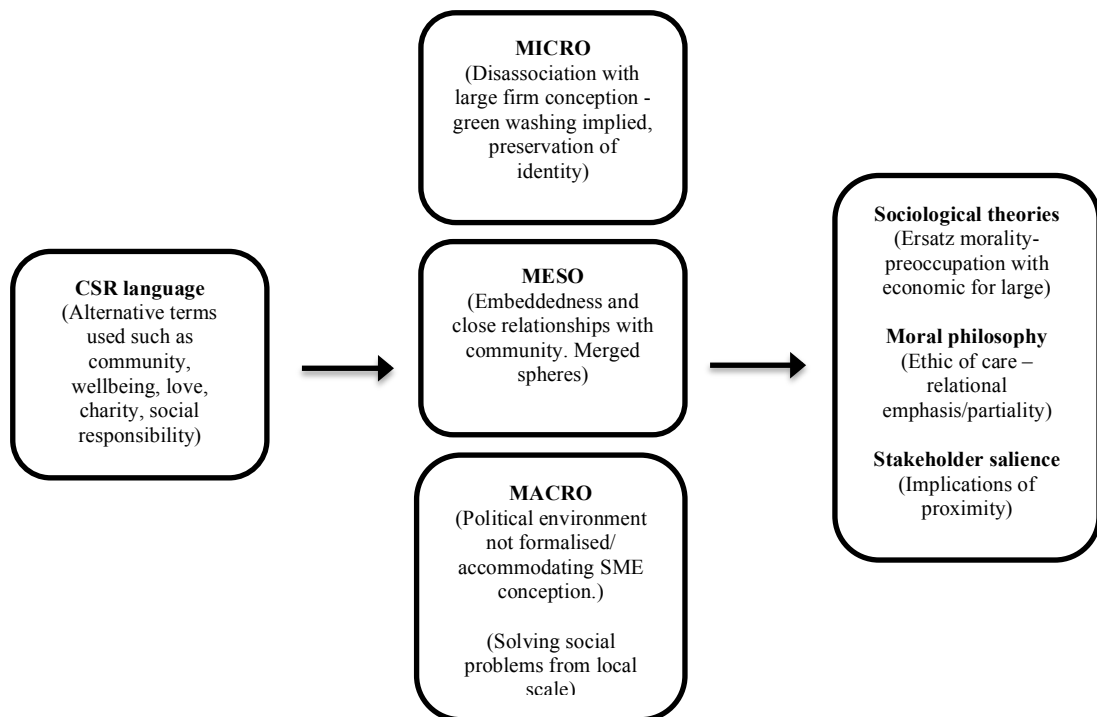 CSR language
(Alternative terms
used such as
community,
wellbeing, love,
charity, social
responsibility)
MICRO
(Disassociation with
large firm conception -
green washing implied,
preservation of
identity)
MESO
(Embeddedness and
close relationships with
community. Merged
spheres)
MACRO
(Political environment
not formalised/
accommodating SME
conception.)
(Solving social
problems from local
scale)
Sociological theories
(Ersatz morality-
preoccupation with
economic for large)
Moral philosophy
(Ethic of care –
relational
emphasis/partiality)
Stakeholder salience
(Implications of
proximity)